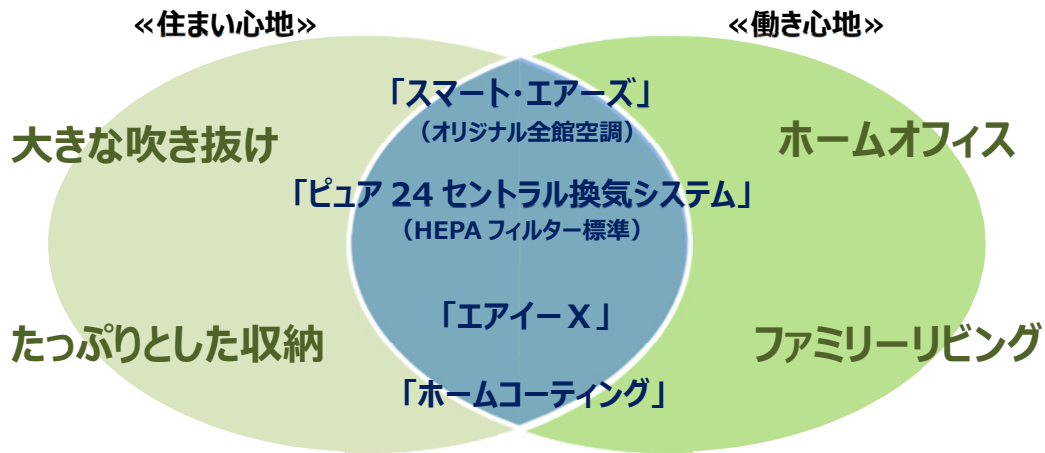 ≪住まい心地≫
≪働き心地≫
「スマート・エアーズ」
（オリジナル全館空調）
大きな吹き抜け
ホームオフィス
「ピュア 24 セントラル換気システム」
（HEPA フィルター標準）
「エアイー X 」
たっぷりとした収納
ファミリーリビング
「ホームコーティング」